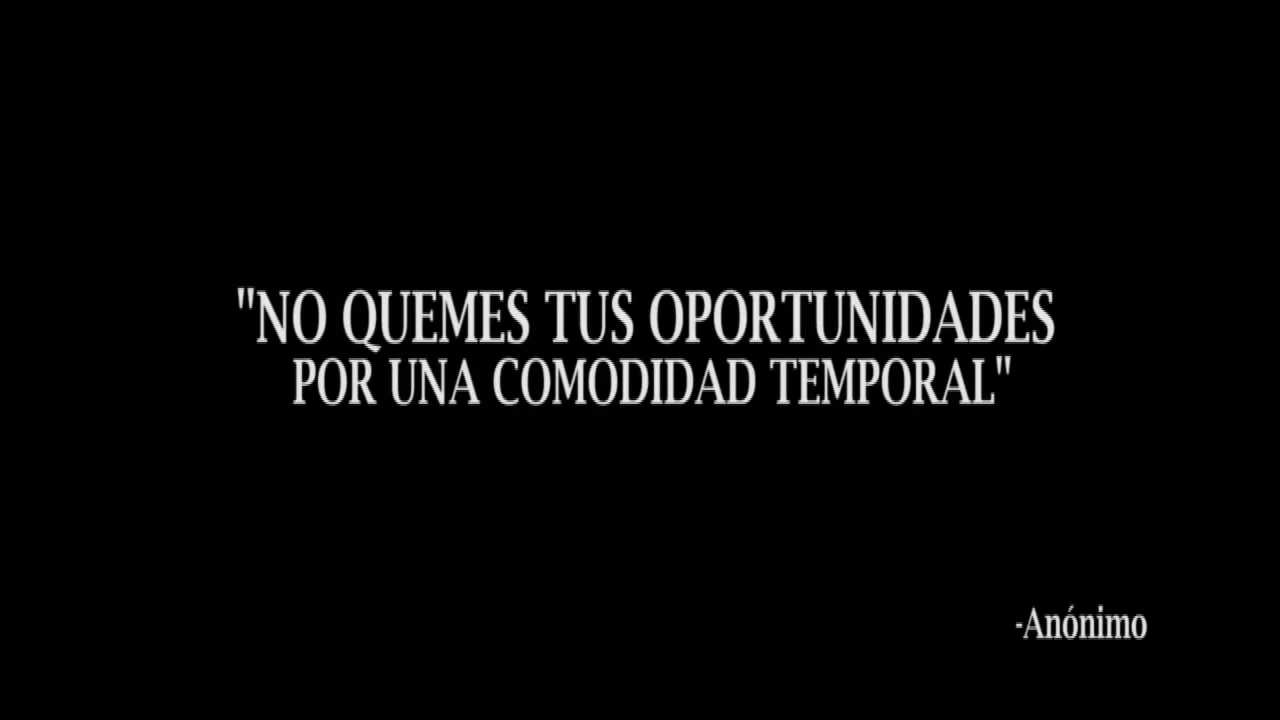 "NO QUEMES TUS OPORTUNIDADES
POR UNA COMODIDAD TEMPORAL"
-Anónimo